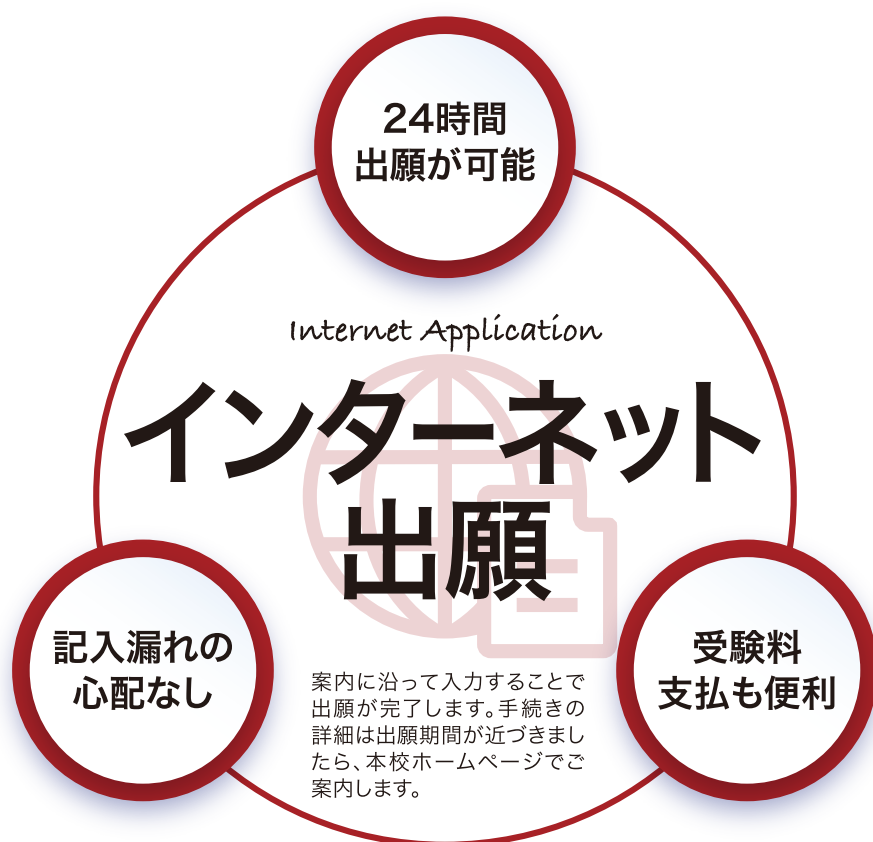 24時間
出願が可能
Internet Application
インターネット
出願
記入漏れの
心配なし
受験料
支払も便利
案内に沿って入力することで
出願が完了します。手続きの
詳細は出願期間が近づきまし
たら、本校ホームページでご
案内します。